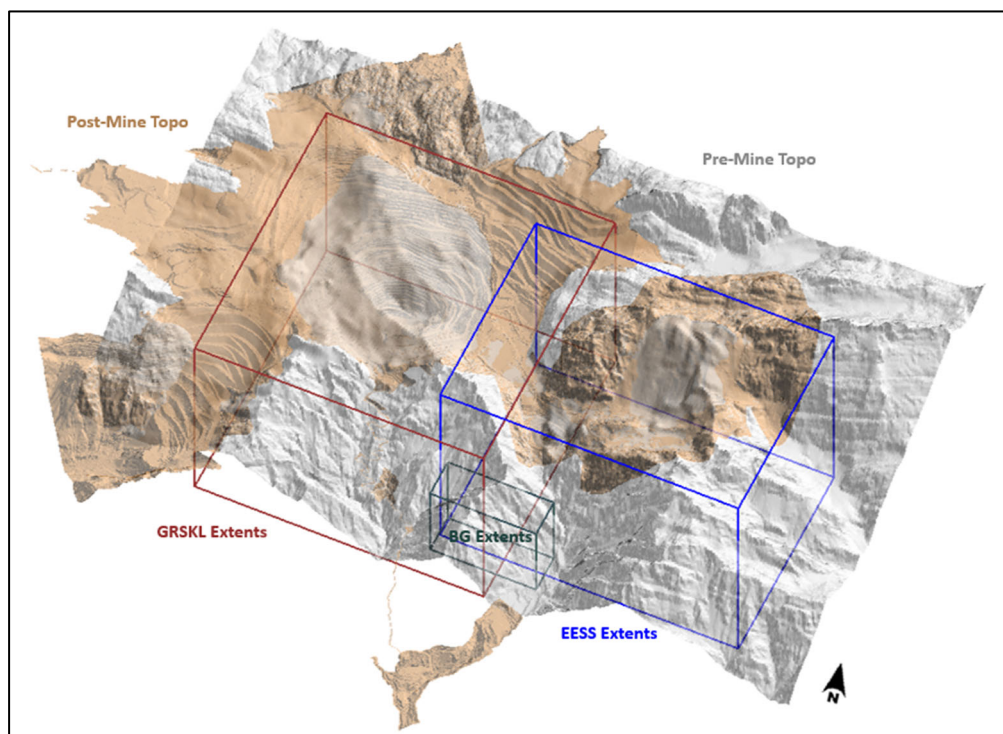 Post-Mine Topo
Pre-Mine Topo
GRSKL Extents
BG Extents
EESS Extents
N